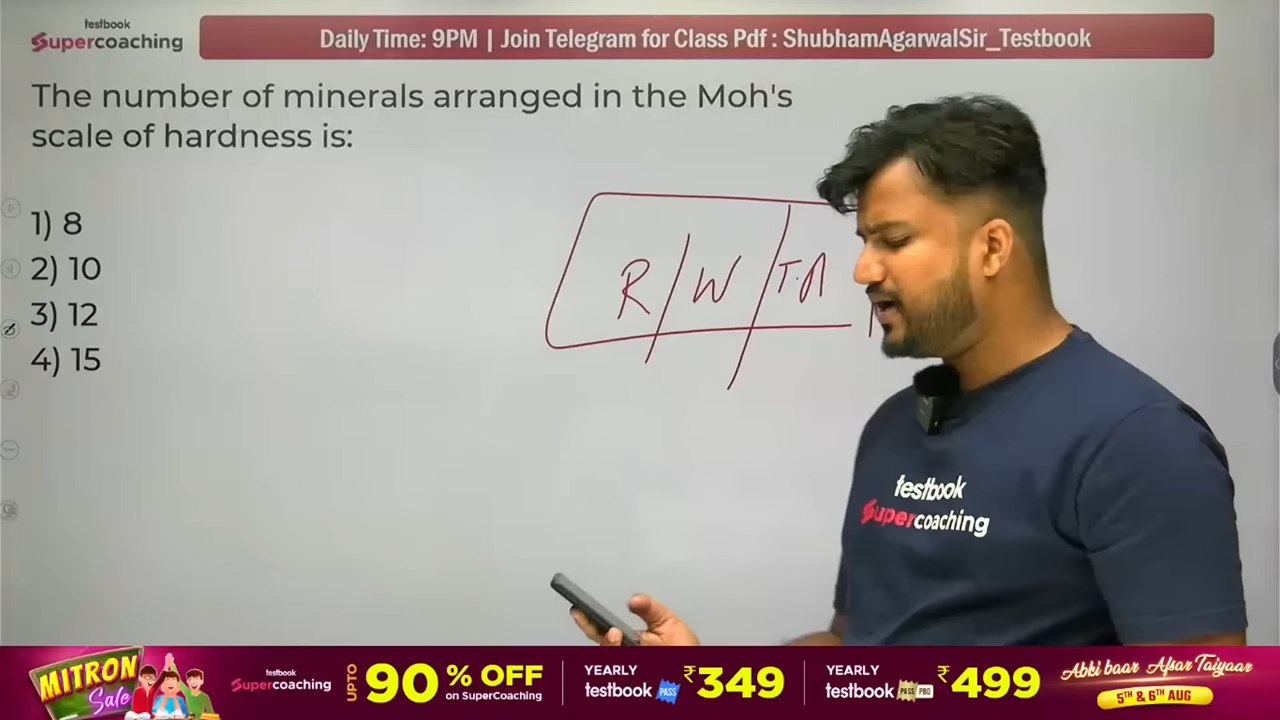 testbook
Supercoaching
Daily Time: 9PM | Join Telegram for Class Pdf : ShubhamAgarwalSir_Testbook
The number of minerals arranged in the Moh's
scale of hardness is:
1) 8
2) 10
3) 12
4) 15
R / W / T.A
testbook
Supercoaching
MITRON
Sale
testbook
Supercoaching
UPTO 90 % OFF
on SuperCoaching
YEARLY
testbook PASS
₹349
YEARLY
testbook PASS PRO
₹499
Abki baar Afsar Taiyaar
5TH & 6TH AUG